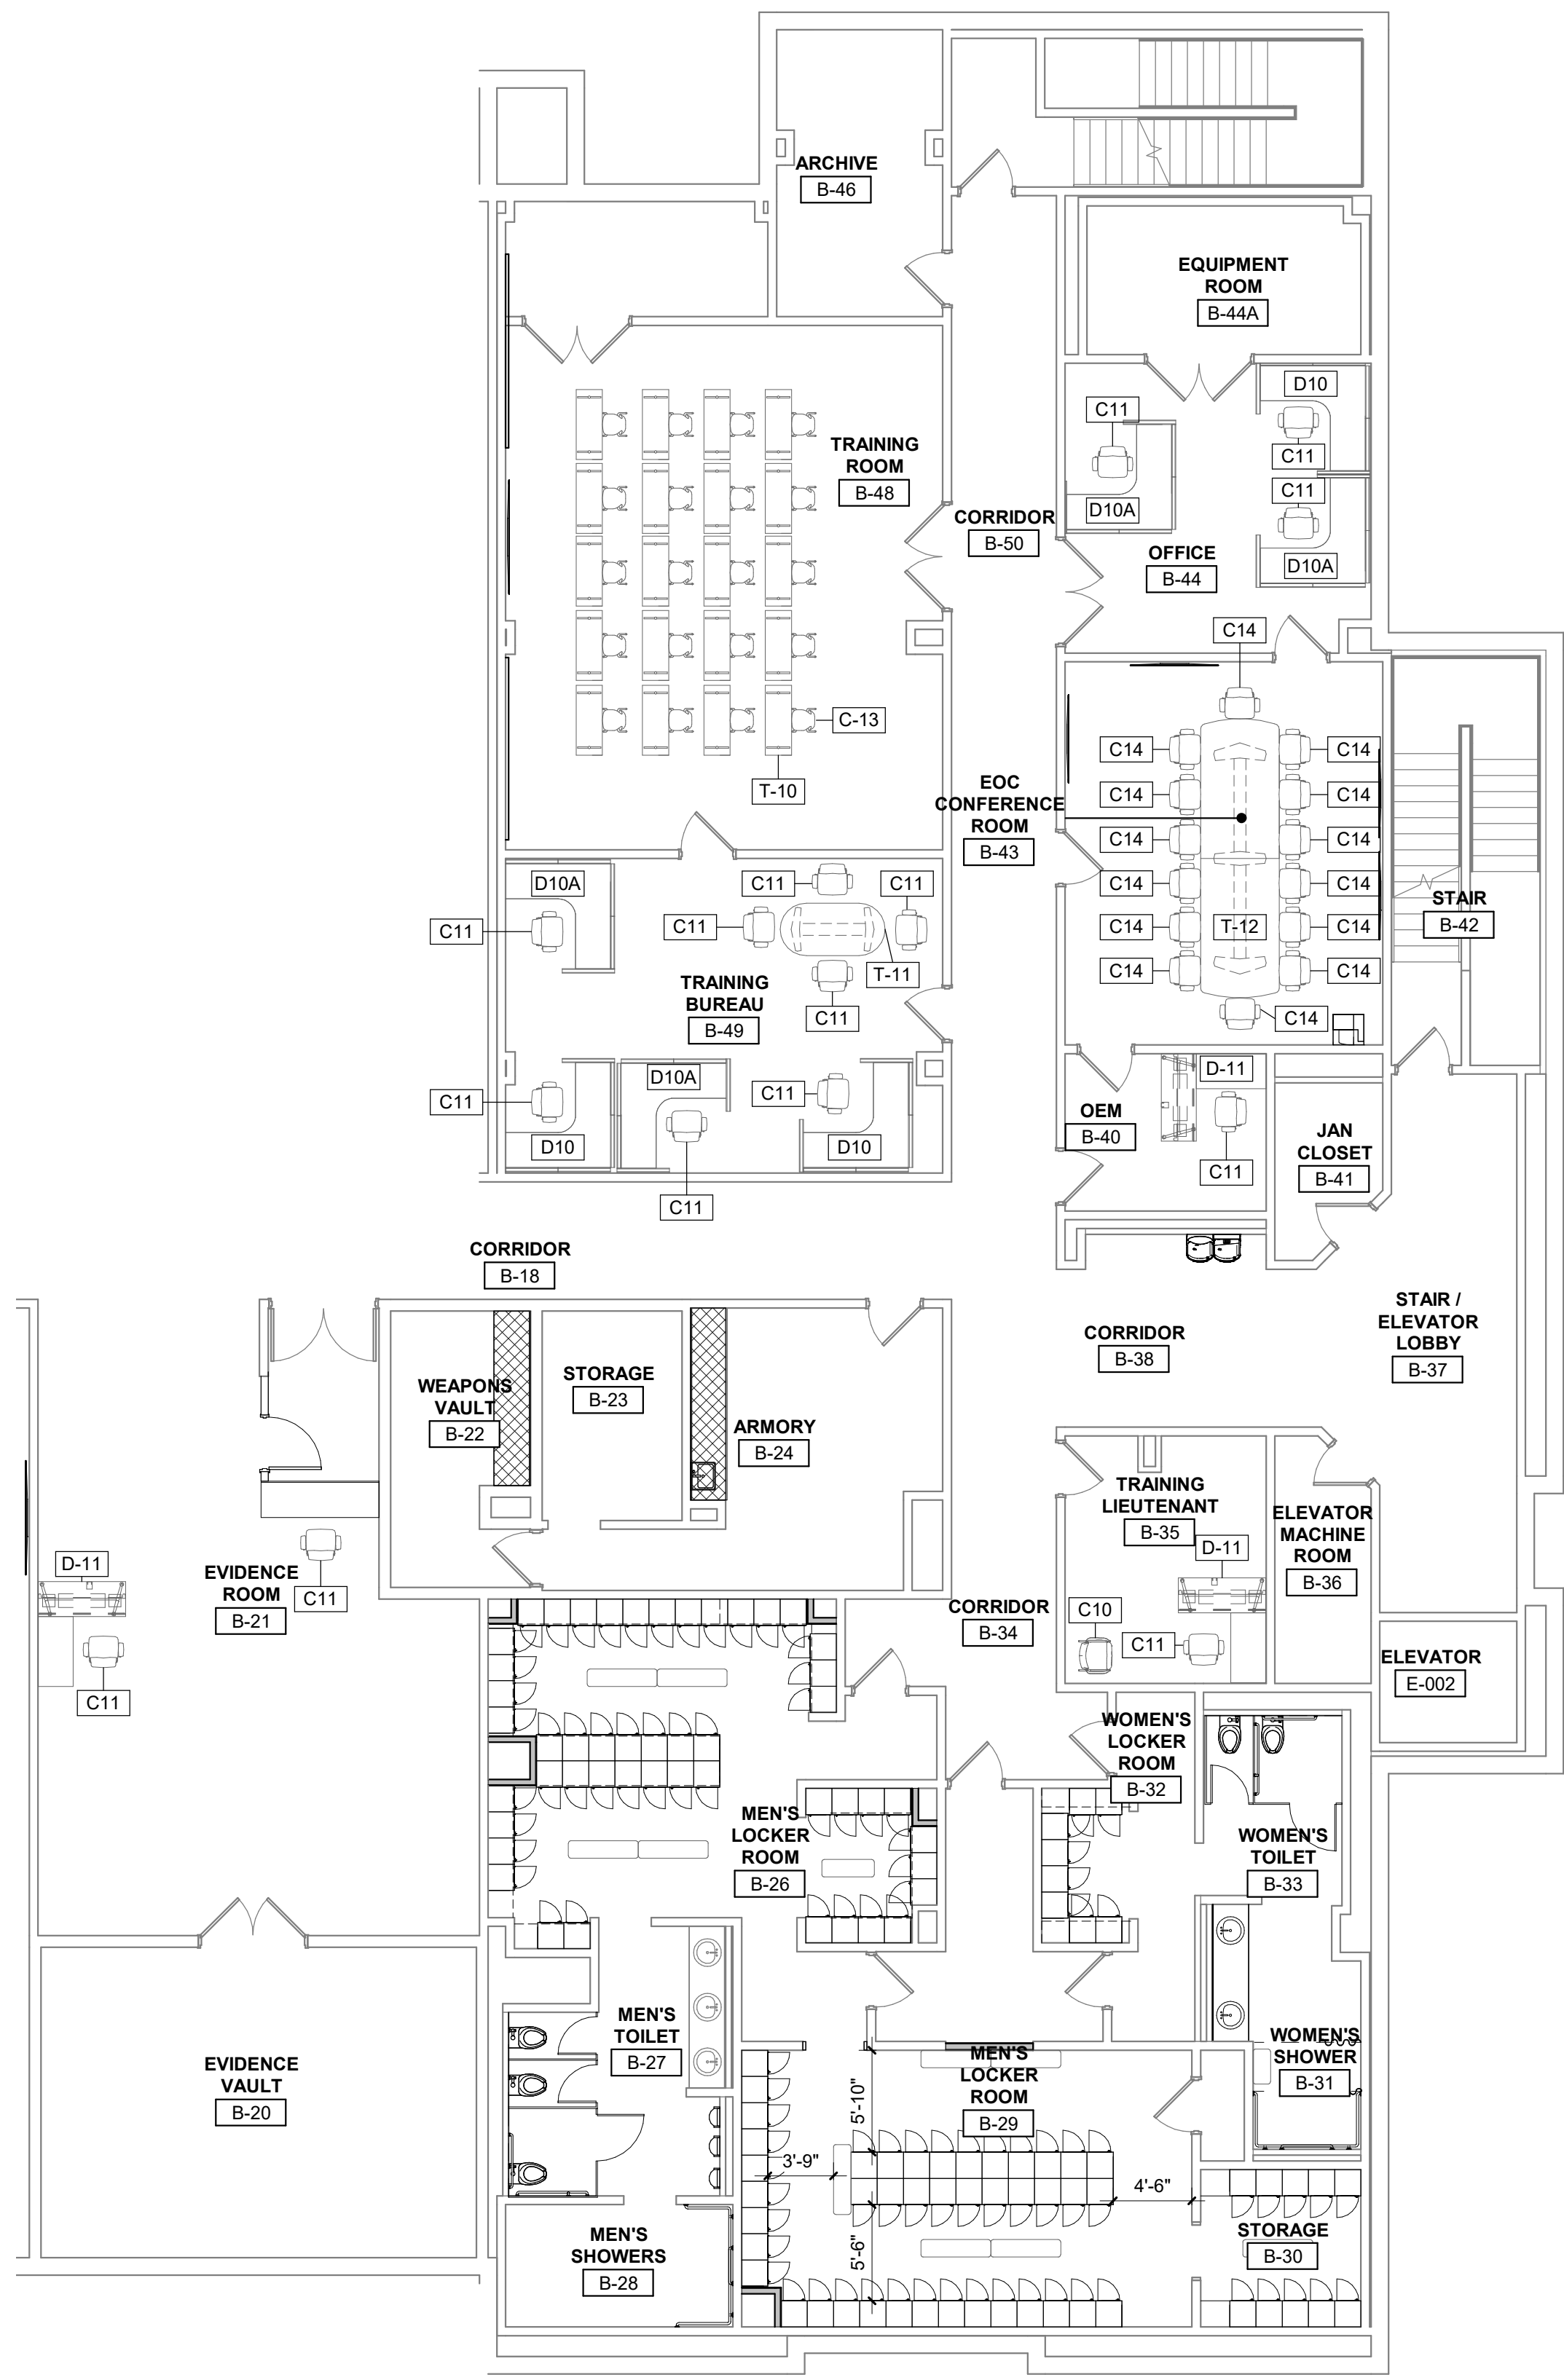 ARCHIVE
B-46
EQUIPMENT
ROOM
B-44A
D10
C11
C11
C11
D10A
D10A
TRAINING
ROOM
B-48
CORRIDOR
B-50
OFFICE
B-44
C-13
T-10
C14
C14
C14
C14
C14
C14
C14
C14
C14
C14
C14
C14
C14
T-12
C14
EOC
CONFERENCE
ROOM
B-43
STAIR
B-42
D10A
C11
C11
C11
C11
T-11
C11
TRAINING
BUREAU
B-49
C11
D10
D10A
C11
C11
D10
D-11
C11
OEM
B-40
JAN
CLOSET
B-41
CORRIDOR
B-18
CORRIDOR
B-38
STAIR /
ELEVATOR
LOBBY
B-37
WEAPONS
VAULT
B-22
STORAGE
B-23
ARMORY
B-24
TRAINING
LIEUTENANT
B-35
D-11
C10
C11
ELEVATOR
MACHINE
ROOM
B-36
D-11
C11
EVIDENCE
ROOM
B-21
C11
CORRIDOR
B-34
ELEVATOR
E-002
WOMEN'S
LOCKER
ROOM
B-32
MEN'S
LOCKER
ROOM
B-26
WOMEN'S
TOILET
B-33
MEN'S
TOILET
B-27
WOMEN'S
SHOWER
B-31
EVIDENCE
VAULT
B-20
MEN'S
LOCKER
ROOM
B-29
5'-10"
3'-9"
4'-6"
5'-6"
STORAGE
B-30
MEN'S
SHOWERS
B-28